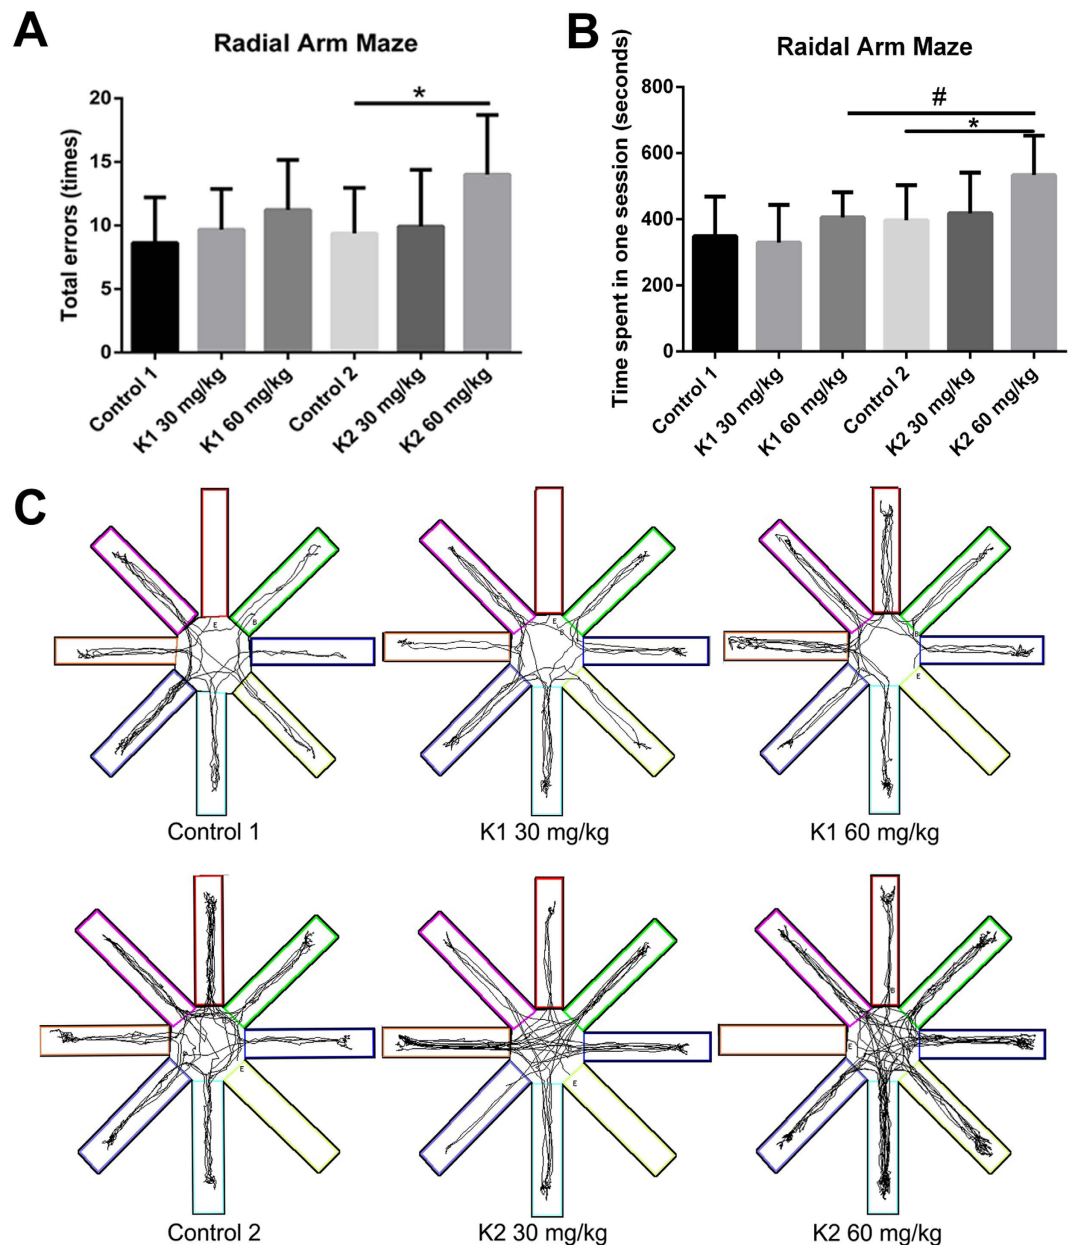 A
Radial Arm Maze
Total errors (times)
20
15
10
5
0
*
Control 1
K1 30 mg/kg
K1 60 mg/kg
Control 2
K2 30 mg/kg
K2 60 mg/kg
B
Raidal Arm Maze
Time spent in one session (seconds)
800
600
400
200
0
#
*
Control 1
K1 30 mg/kg
K1 60 mg/kg
Control 2
K2 30 mg/kg
K2 60 mg/kg
C
E
B
Control 1
E
B
K1 30 mg/kg
B
E
K1 60 mg/kg
E
Control 2
E
K2 30 mg/kg
B
E
K2 60 mg/kg